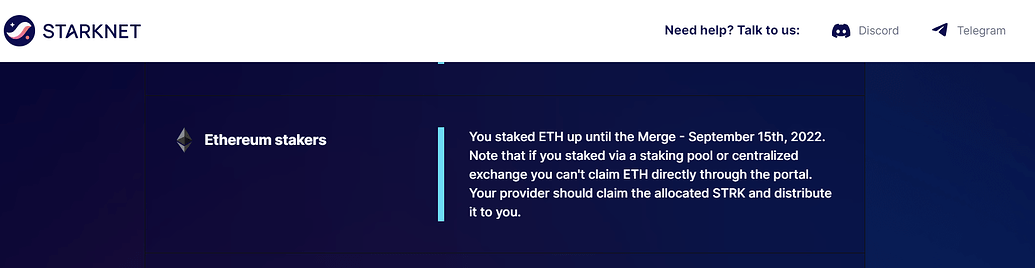 STARKNET
Need help? Talk to us:
Discord
Telegram
Ethereum stakers
You staked ETH up until the Merge - September 15th, 2022.
Note that if you staked via a staking pool or centralized
exchange you can't claim ETH directly through the portal.
Your provider should claim the allocated STRK and distribute
it to you.